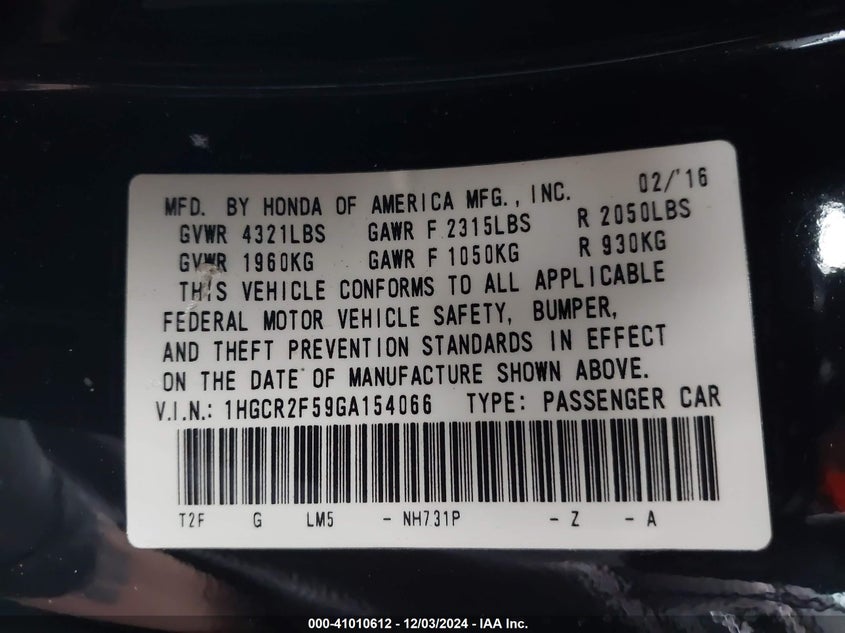 MFD. BY HONDA OF AMERICA MFG., INC. 02/'16
GVWR 4321LBS GAWR F 2315LBS R 2050LBS
GVWR 1960KG GAWR F 1050KG R 930KG
THIS VEHICLE CONFORMS TO ALL APPLICABLE
FEDERAL MOTOR VEHICLE SAFETY, BUMPER,
AND THEFT PREVENTION STANDARDS IN EFFECT
ON THE DATE OF MANUFACTURE SHOWN ABOVE.
V.I.N.: 1HGCR2F59GA154066 TYPE: PASSENGER CAR
T2F G LM5 - NH731P - Z - A
000-41010612 - 12/03/2024 - IAA Inc.